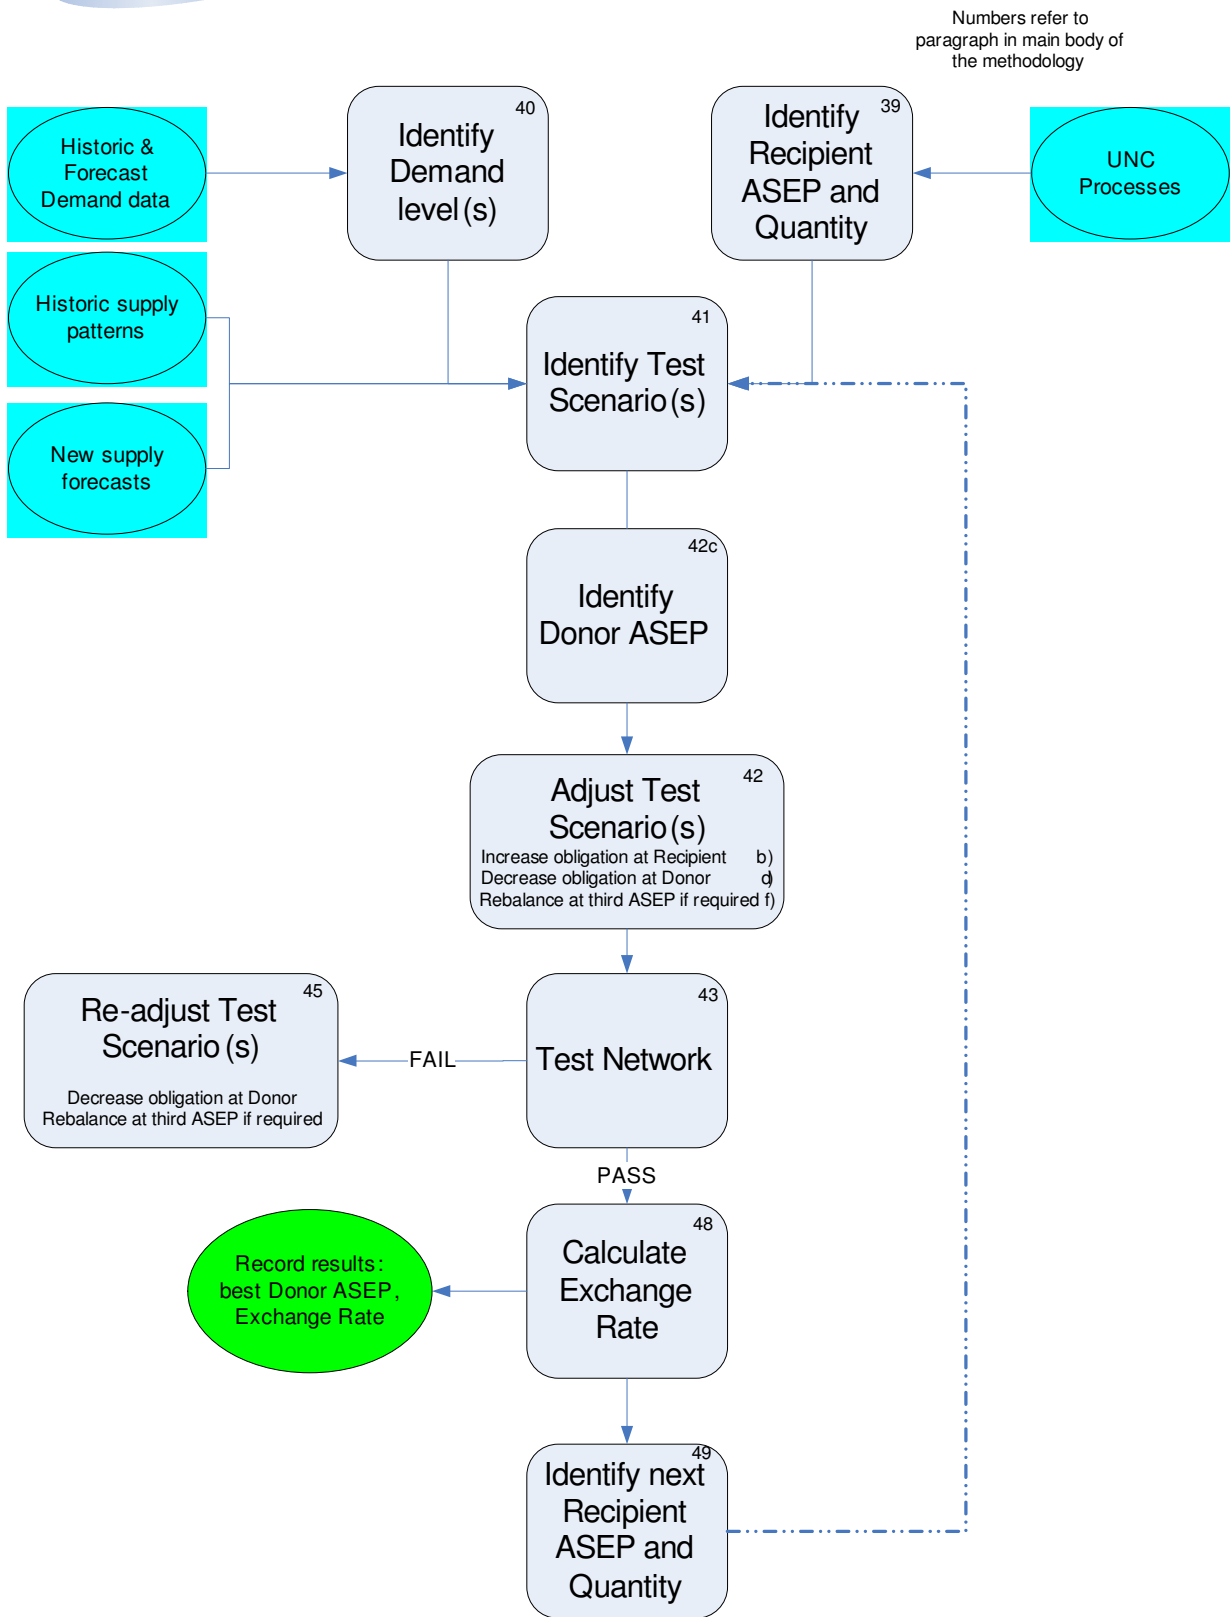 Numbers refer to
paragraph in main body of
the methodology
40
Identify
Demand
level(s)
39
Identify
Recipient
ASEP and
Quantity
Historic &
Forecast
Demand data
UNC
Processes
Historic supply
patterns
41
Identify Test
Scenario(s)
New supply
forecasts
42c
Identify
Donor ASEP
42
Adjust Test
Scenario(s)
Increase obligation at Recipient b)
Decrease obligation at Donor d)
Rebalance at third ASEP if required f)
45
Re-adjust Test
Scenario(s)
Decrease obligation at Donor
Rebalance at third ASEP if required
FAIL
43
Test Network
PASS
48
Calculate
Exchange
Rate
Record results:
best Donor ASEP,
Exchange Rate
49
Identify next
Recipient
ASEP and
Quantity